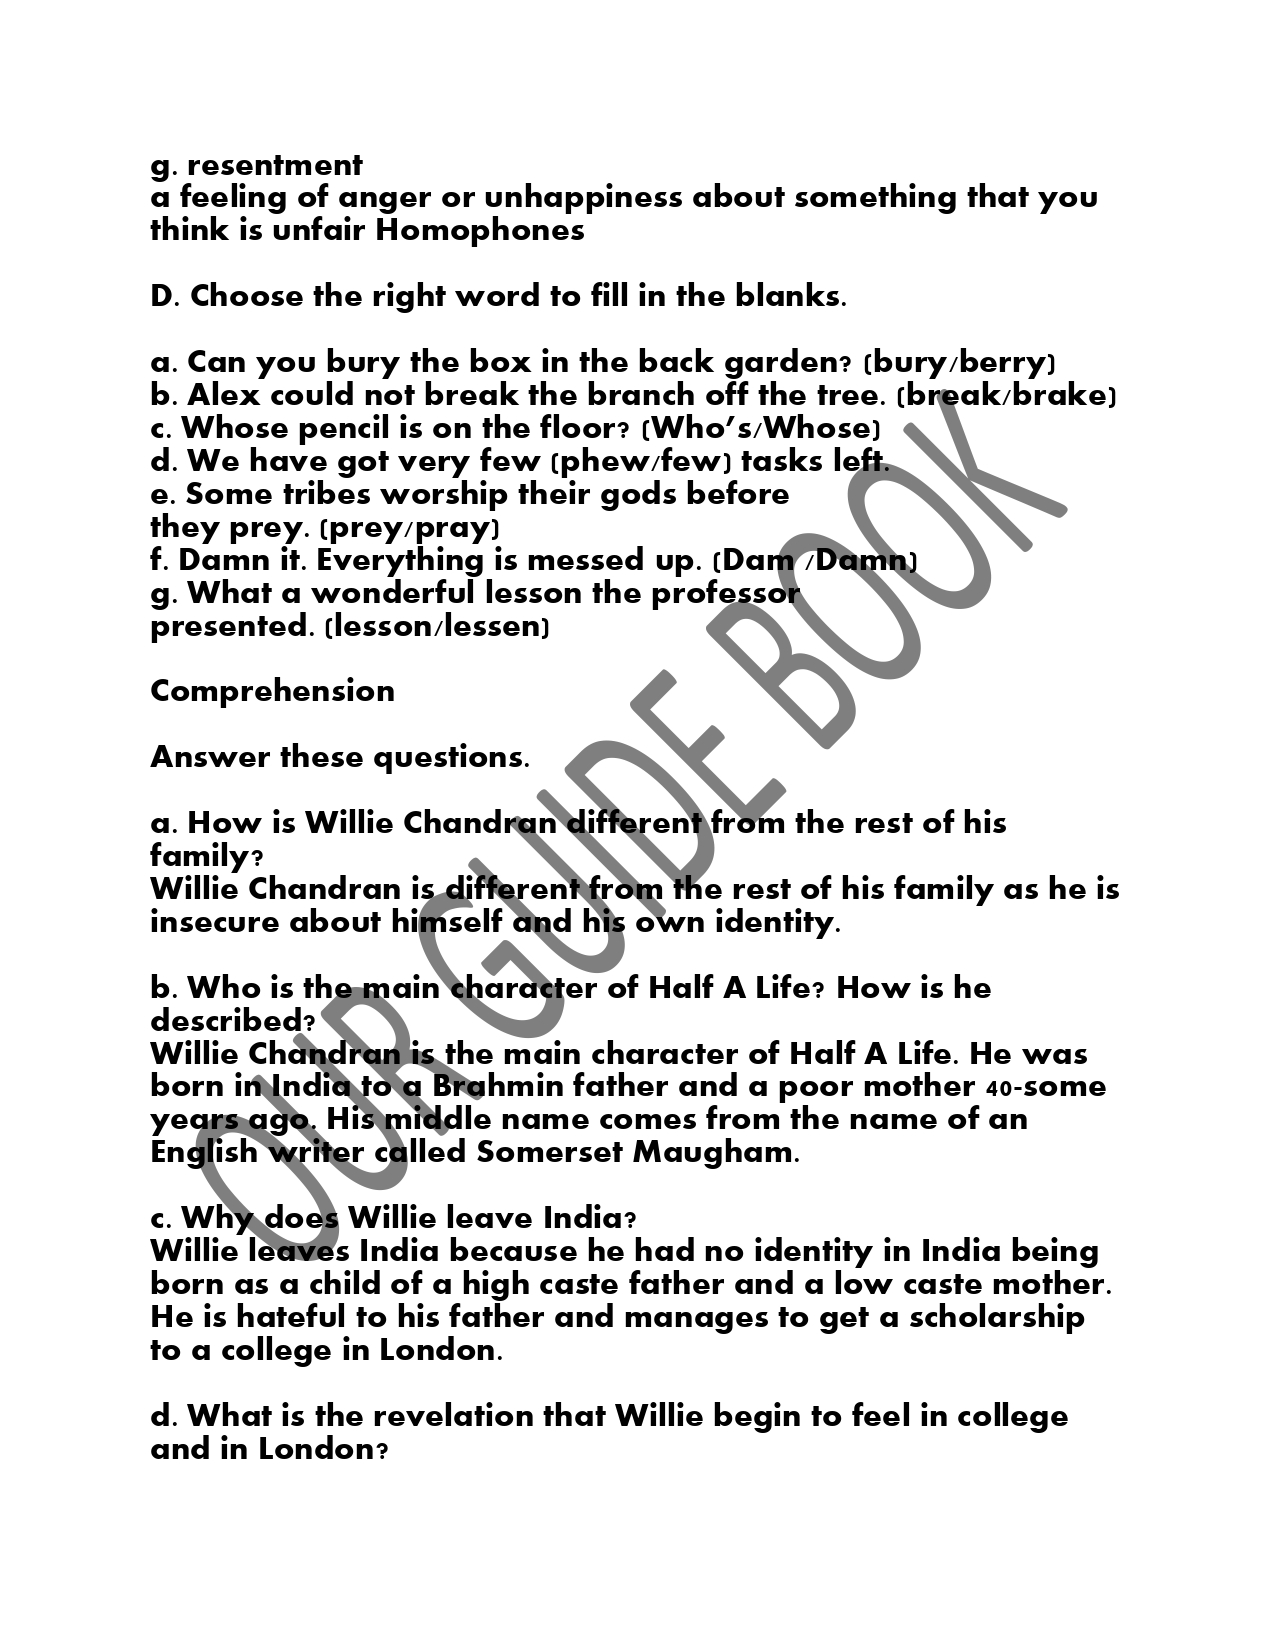 g. resentment
a feeling of anger or unhappiness about something that you
think is unfair Homophones
D. Choose the right word to fill in the blanks.
a. Can you bury the box in the back garden? (bury/berry)
b. Alex could not break the branch off the tree. (break/brake)
c. Whose pencil is on the floor? (Who's/Whose)
d. We have got very few (phew/few) tasks left.
e. Some tribes worship their gods before
they prey. (prey/pray)
f. Damn it. Everything is messed up. (Dam /Damn)
g. What a wonderful lesson the professor
presented. (lesson/lessen)
Comprehension
Answer these questions.
a. How is Willie Chandran different from the rest of his
family?
Willie Chandran is different from the rest of his family as he is
insecure about himself and his own identity.
b. Who is the main character of Half A Life? How is he
described?
Willie Chandran is the main character of Half A Life. He was
born in India to a Brahmin father and a poor mother 40-some
years ago. His middle name comes from the name of an
English writer called Somerset Maugham.
c. Why does Willie leave India?
Willie leaves India because he had no identity in India being
born as a child of a high caste father and a low caste mother.
He is hateful to his father and manages to get a scholarship
to a college in London.
d. What is the revelation that Willie begin to feel in college
and in London?
OUR GUIDE BOOK